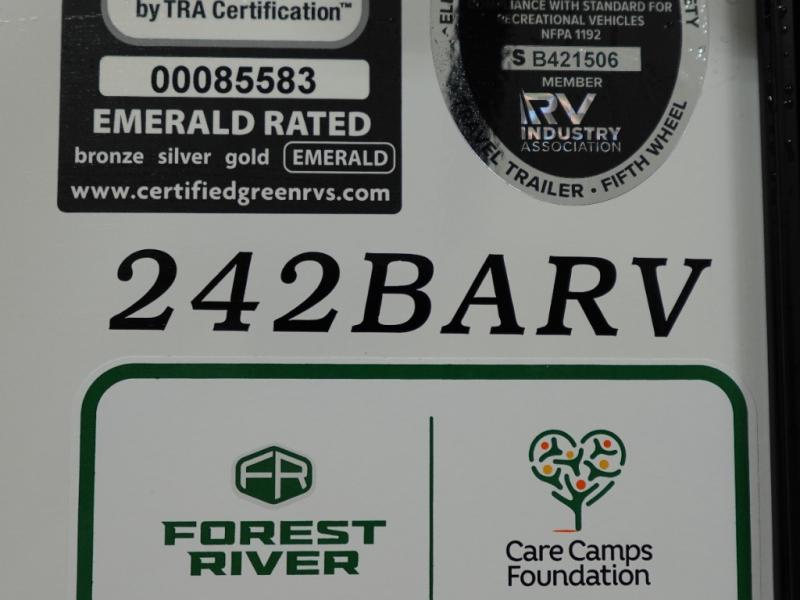 by TRA Certification™
00085583
EMERALD RATED
bronze silver gold EMERALD
www.certifiedgreenrvs.com
WITH STANDARD FOR
RECREATIONAL VEHICLES
NFPA 1192
S B421506
MEMBER
RV
INDUSTRY
ASSOCIATION
TRAILER • FIFTH WHEEL
242BARV
FR
FOREST
RIVER
Care Camps
Foundation